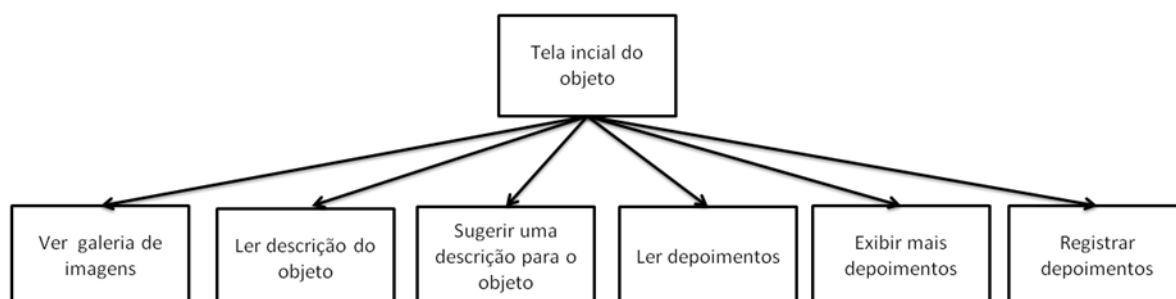 Tela incial do
objeto
Ver galeria de
imagens
Ler descrição do
objeto
Sugerir uma
descrição para o
objeto
Ler depoimentos
Exibir mais
depoimentos
Registrar
depoimentos